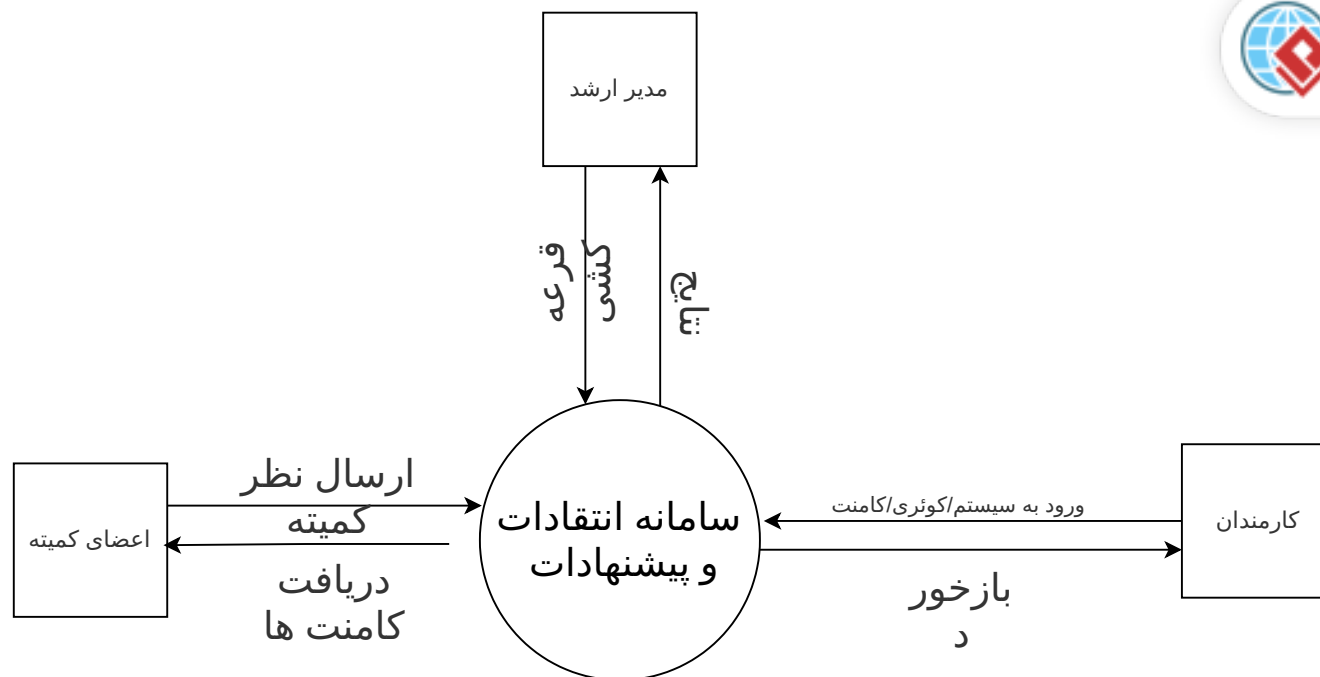 مدیر ارشد
قرعه
کشی
نتایج
ارسال نظر
کمیته
اعضای کمیته
دریافت
کامنت ها
سامانه انتقادات
و پیشنهادات
ورود به سیستم/کوئری/کامنت
کارمندان
بازخور
د